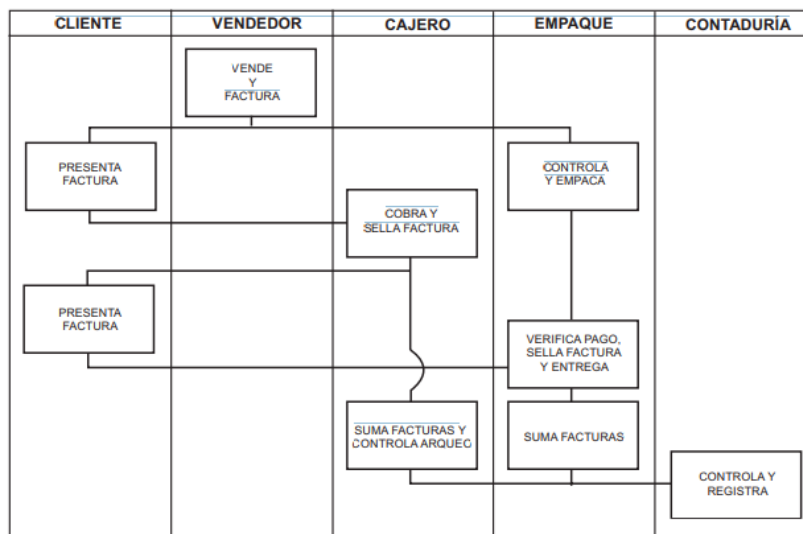 CLIENTE
VENDEDOR
CAJERO
EMPAQUE
CONTADURÍA
VENDE
Y
FACTURA
PRESENTA
FACTURA
CONTROLA
Y EMPACA
COBRA Y
SELLA FACTURA
PRESENTA
FACTURA
VERIFICA PAGO,
SELLA FACTURA
Y ENTREGA
SUMA FACTURAS Y
CONTROLA ARQUEO
SUMA FACTURAS
CONTROLA Y
REGISTRA